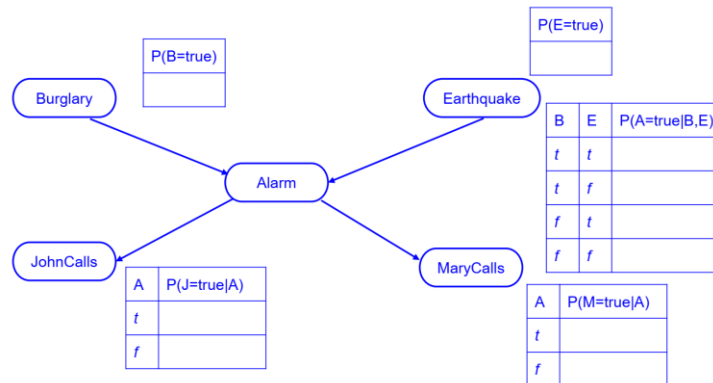 P(E=true)
P(B=true)
Burglary
Earthquake
B E P(A=true|B,E)
t t
t f
f t
f f
Alarm
JohnCalls
MaryCalls
A P(J=true|A)
t
f
A P(M=true|A)
t
f